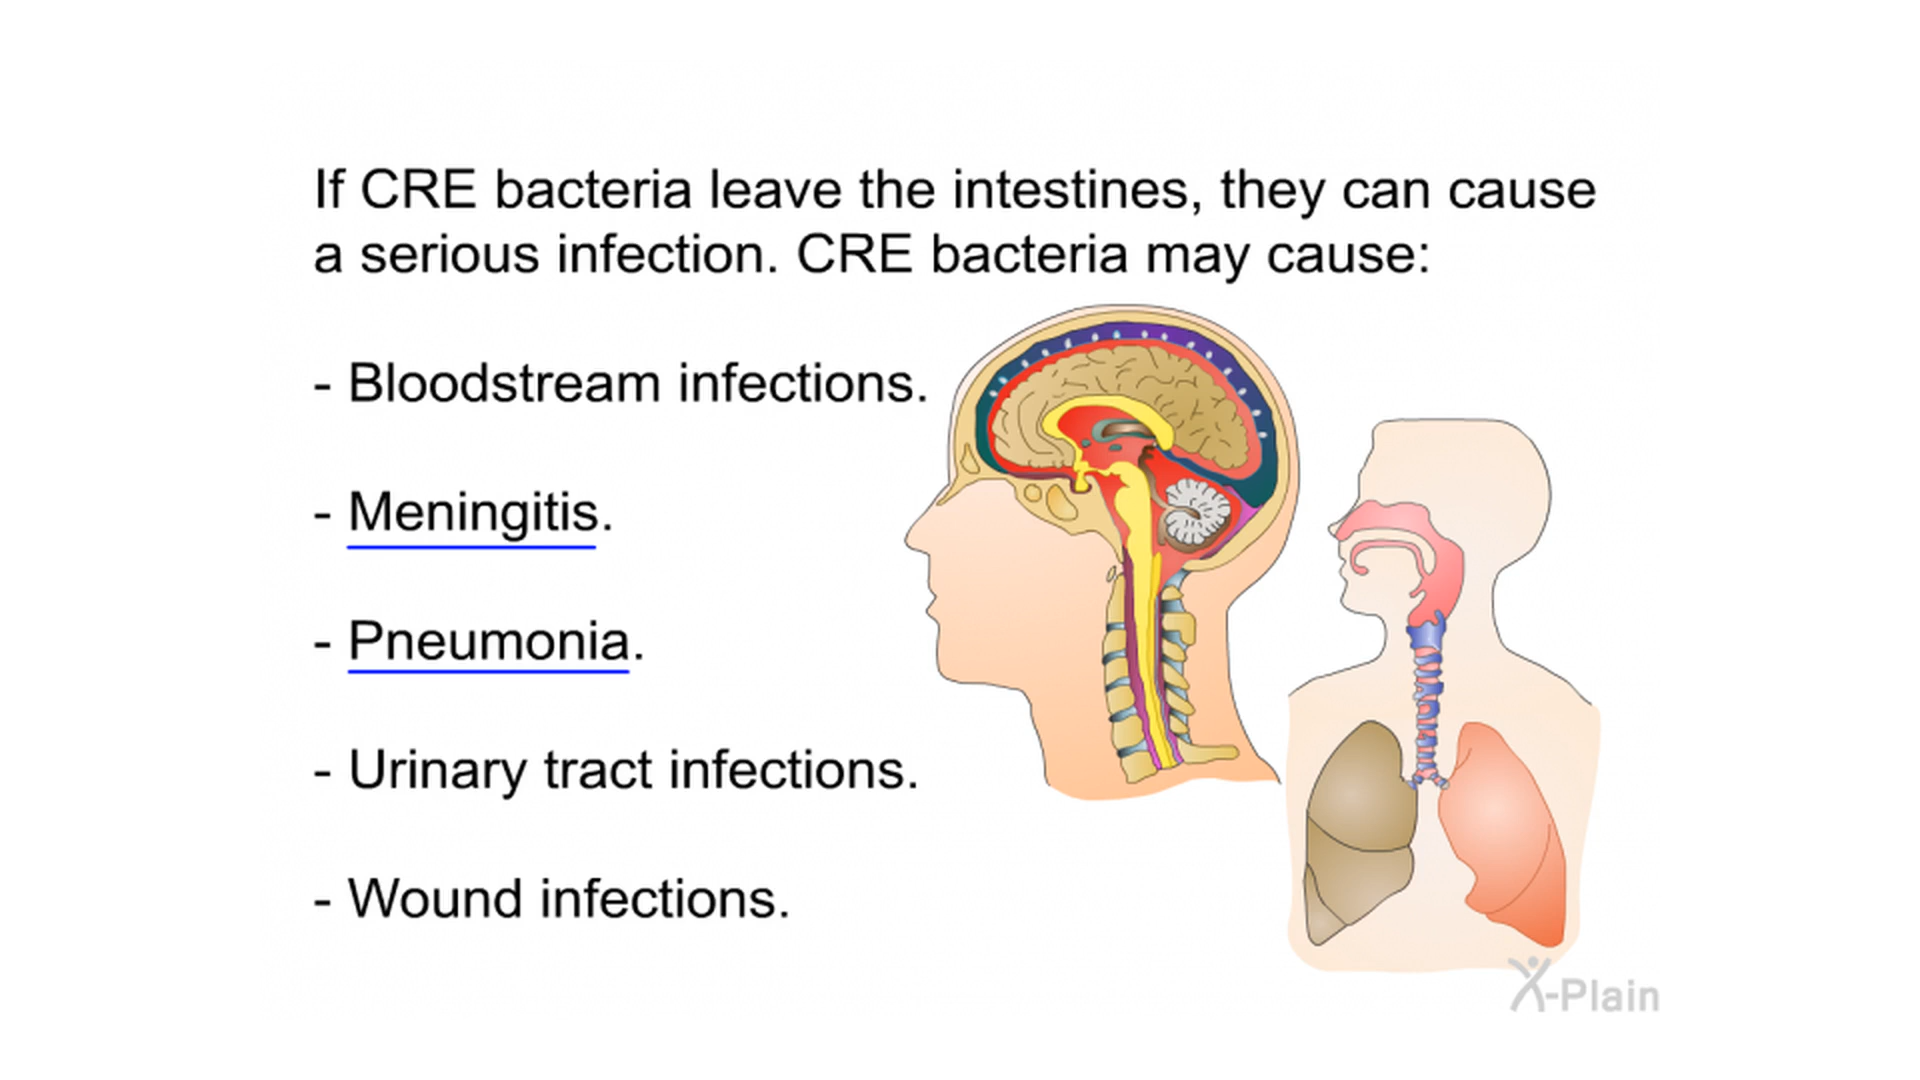 If CRE bacteria leave the intestines, they can cause
a serious infection. CRE bacteria may cause:
- Bloodstream infections.
- Meningitis.
- Pneumonia.
- Urinary tract infections.
- Wound infections.
X-Plain